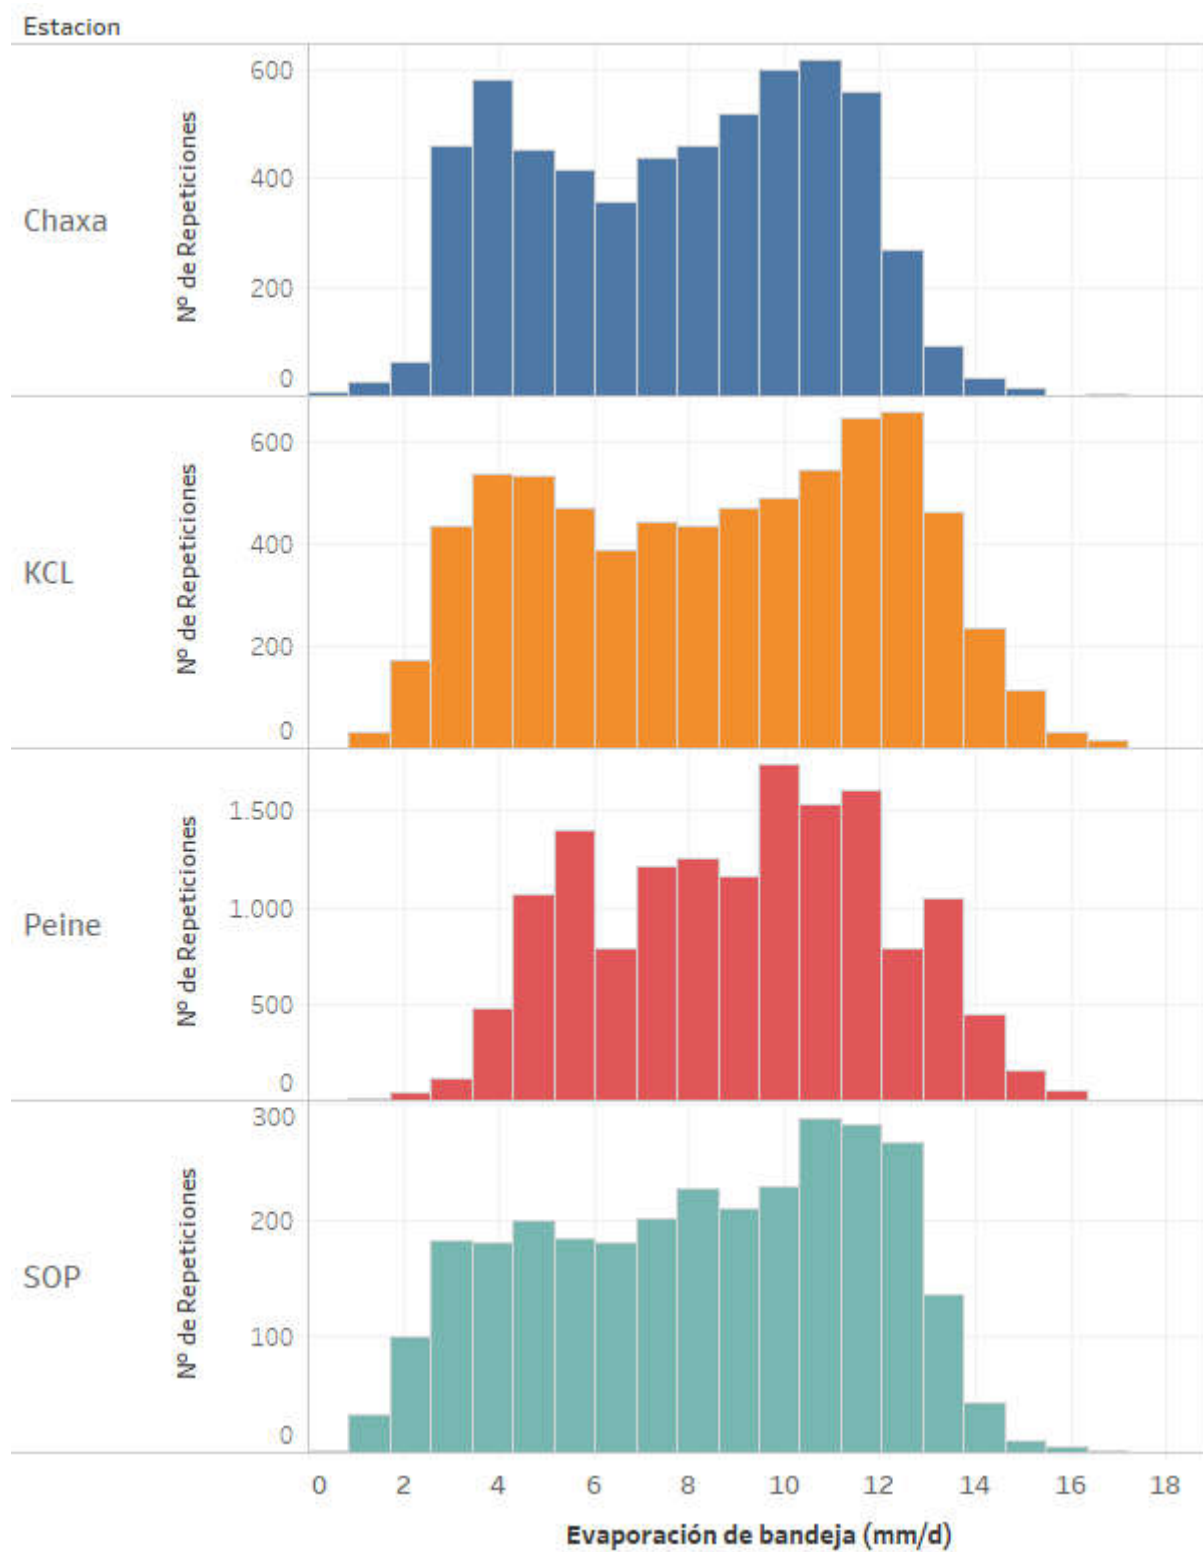 Estacion
Chaxa
Nº de Repeticiones
600
400
200
0
KCL
Nº de Repeticiones
600
400
200
0
Peine
Nº de Repeticiones
1.500
1.000
500
0
SOP
Nº de Repeticiones
300
200
100
0
0 2 4 6 8 10 12 14 16 18
Evaporación de bandeja (mm/d)